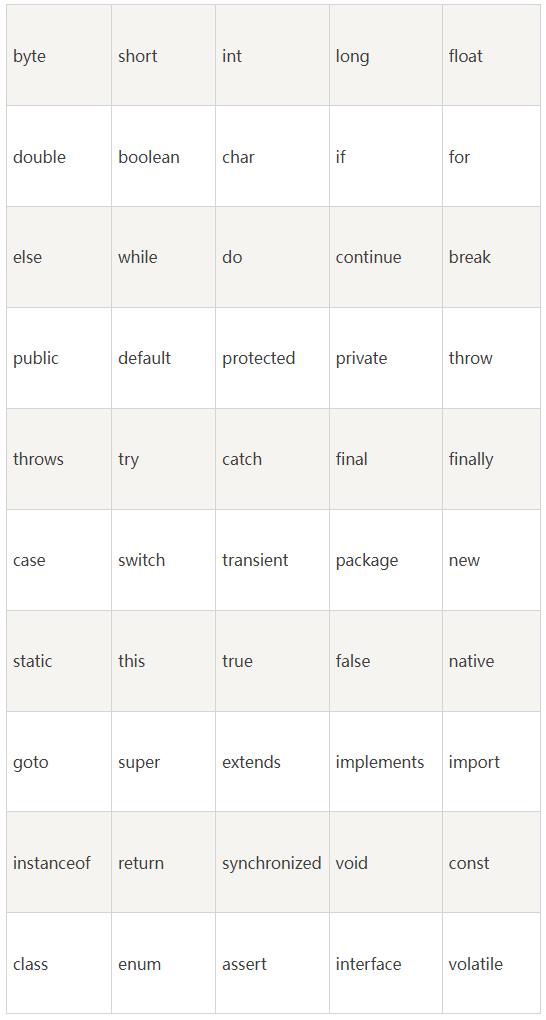 byte short int long float
double boolean char if for
else while do continue break
public default protected private throw
throws try catch final finally
case switch transient package new
static this true false native
goto super extends implements import
instanceof return synchronized void const
class enum assert interface volatile